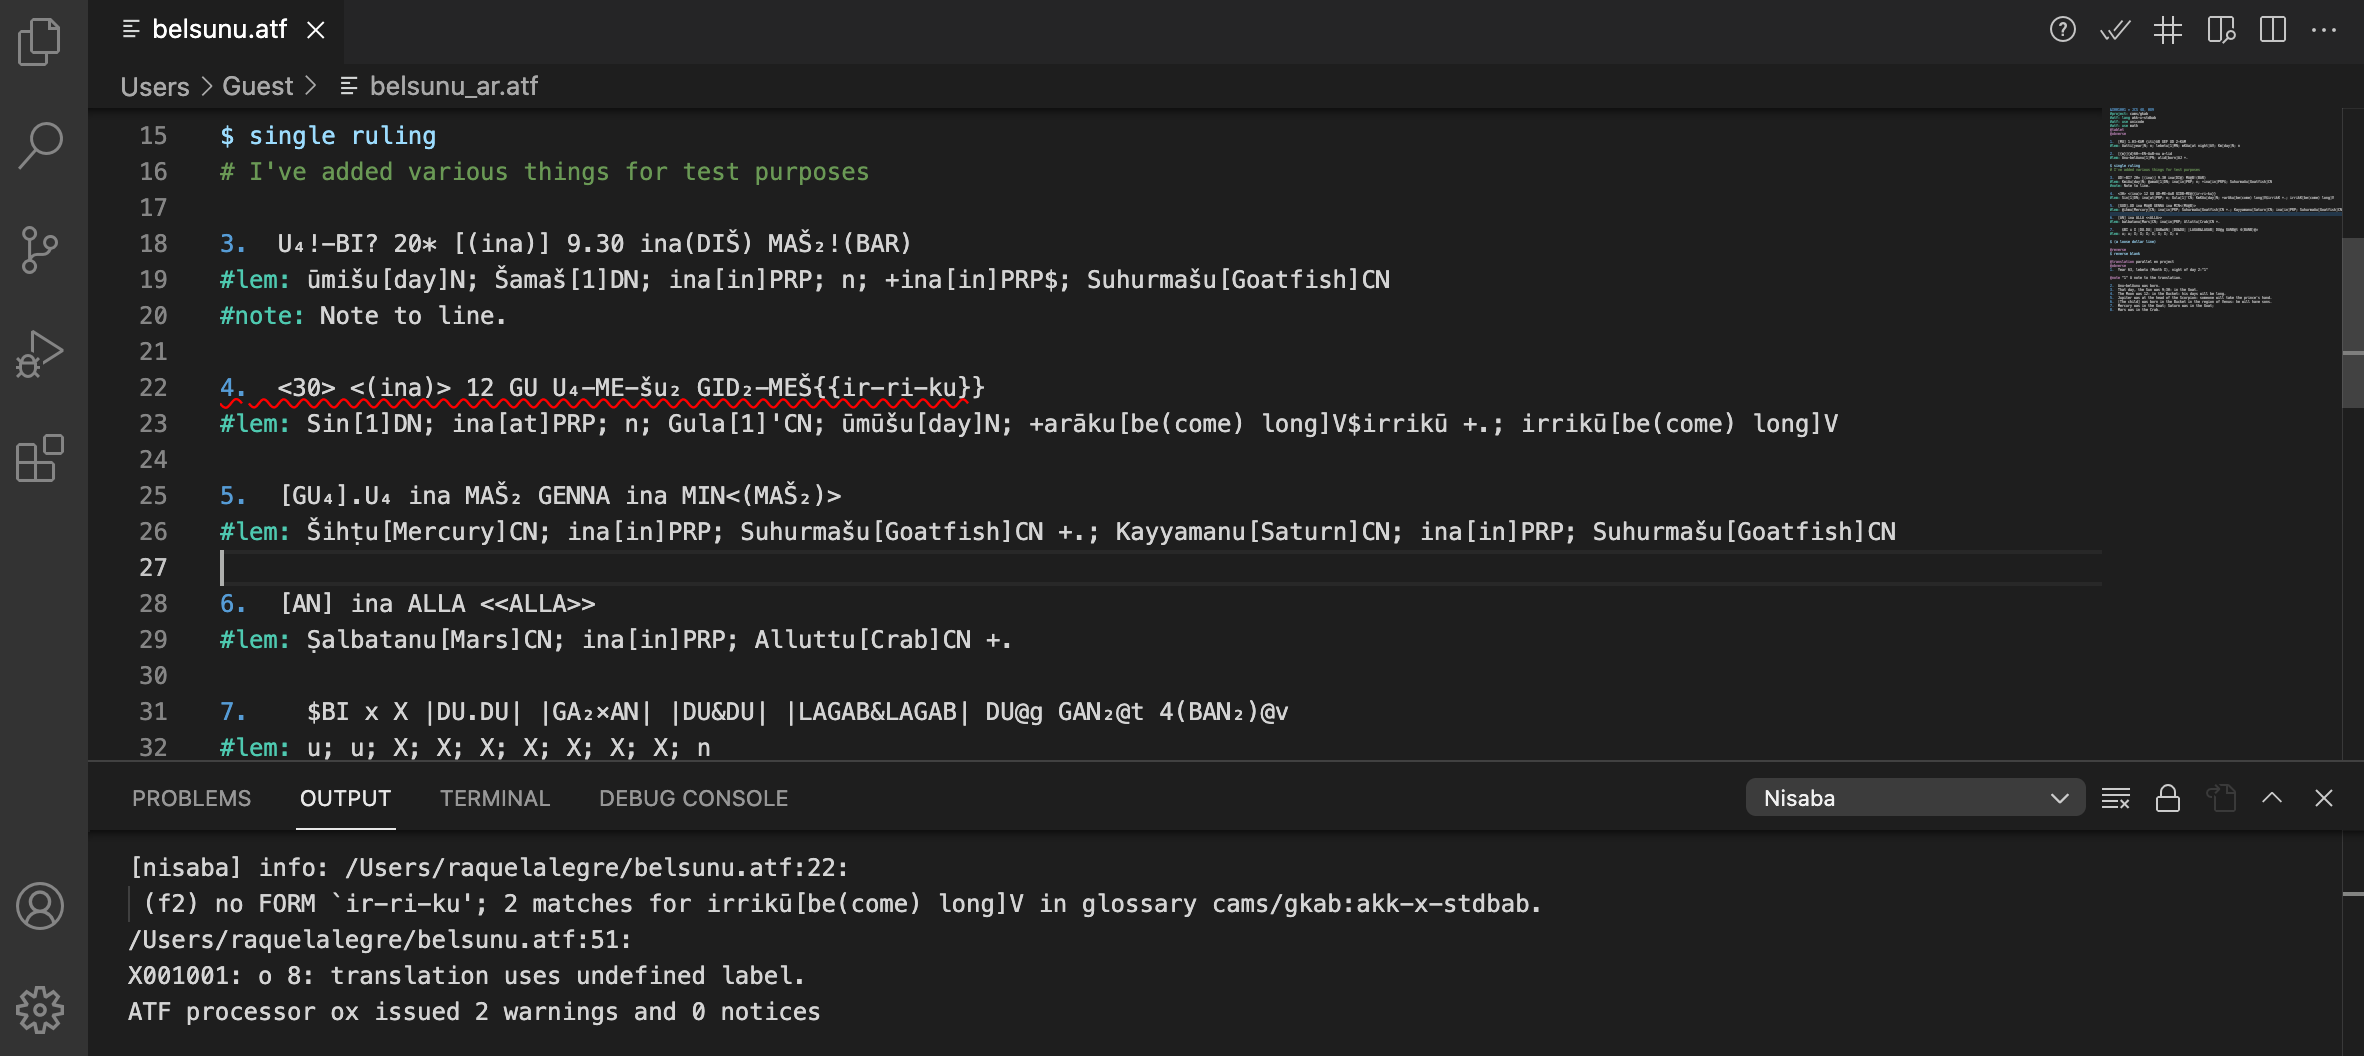 belsunu.atf
Users > Guest > belsunu_ar.atf
15 $ single ruling
16 # I've added various things for test purposes
17
18 3.  U₄!-BI? 20* [(ina)] 9.30 ina(DIŠ) MAŠ₂!(BAR)
19 #lem: ūmišu[day]N; Šamaš[1]DN; ina[in]PRP; n; +ina[in]PRP$; Suhurmašu[Goatfish]CN
20 #note: Note to line.
21
22 4.  <30> <(ina)> 12 GU U₄-ME-šu₂ GID₂-MEŠ{{ir-ri-ku}}
23 #lem: Sin[1]DN; ina[at]PRP; n; Gula[1]'CN; ūmūšu[day]N; +arāku[be(come) long]V$irrikū +.; irrikū[be(come) long]V
24
25 5.  [GU₄].U₄ ina MAŠ₂ GENNA ina MIN<(MAŠ₂)>
26 #lem: Šihṭu[Mercury]CN; ina[in]PRP; Suhurmašu[Goatfish]CN +.; Kayyamanu[Saturn]CN; ina[in]PRP; Suhurmašu[Goatfish]CN
27
28 6.  [AN] ina ALLA <<ALLA>>
29 #lem: Ṣalbatanu[Mars]CN; ina[in]PRP; Alluttu[Crab]CN +.
30
31 7.    $BI x X |DU.DU| |GA₂×AN| |DU&DU| |LAGAB&LAGAB| DU@g GAN₂@t 4(BAN₂)@v
32 #lem: u; u; X; X; X; X; X; X; X; n
PROBLEMS OUTPUT TERMINAL DEBUG CONSOLE Nisaba
[nisaba] info: /Users/raquelalegre/belsunu.atf:22:
(f2) no FORM `ir-ri-ku'; 2 matches for irrikū[be(come) long]V in glossary cams/gkab:akk-x-stdbab.
/Users/raquelalegre/belsunu.atf:51:
X001001: o 8: translation uses undefined label.
ATF processor ox issued 2 warnings and 0 notices